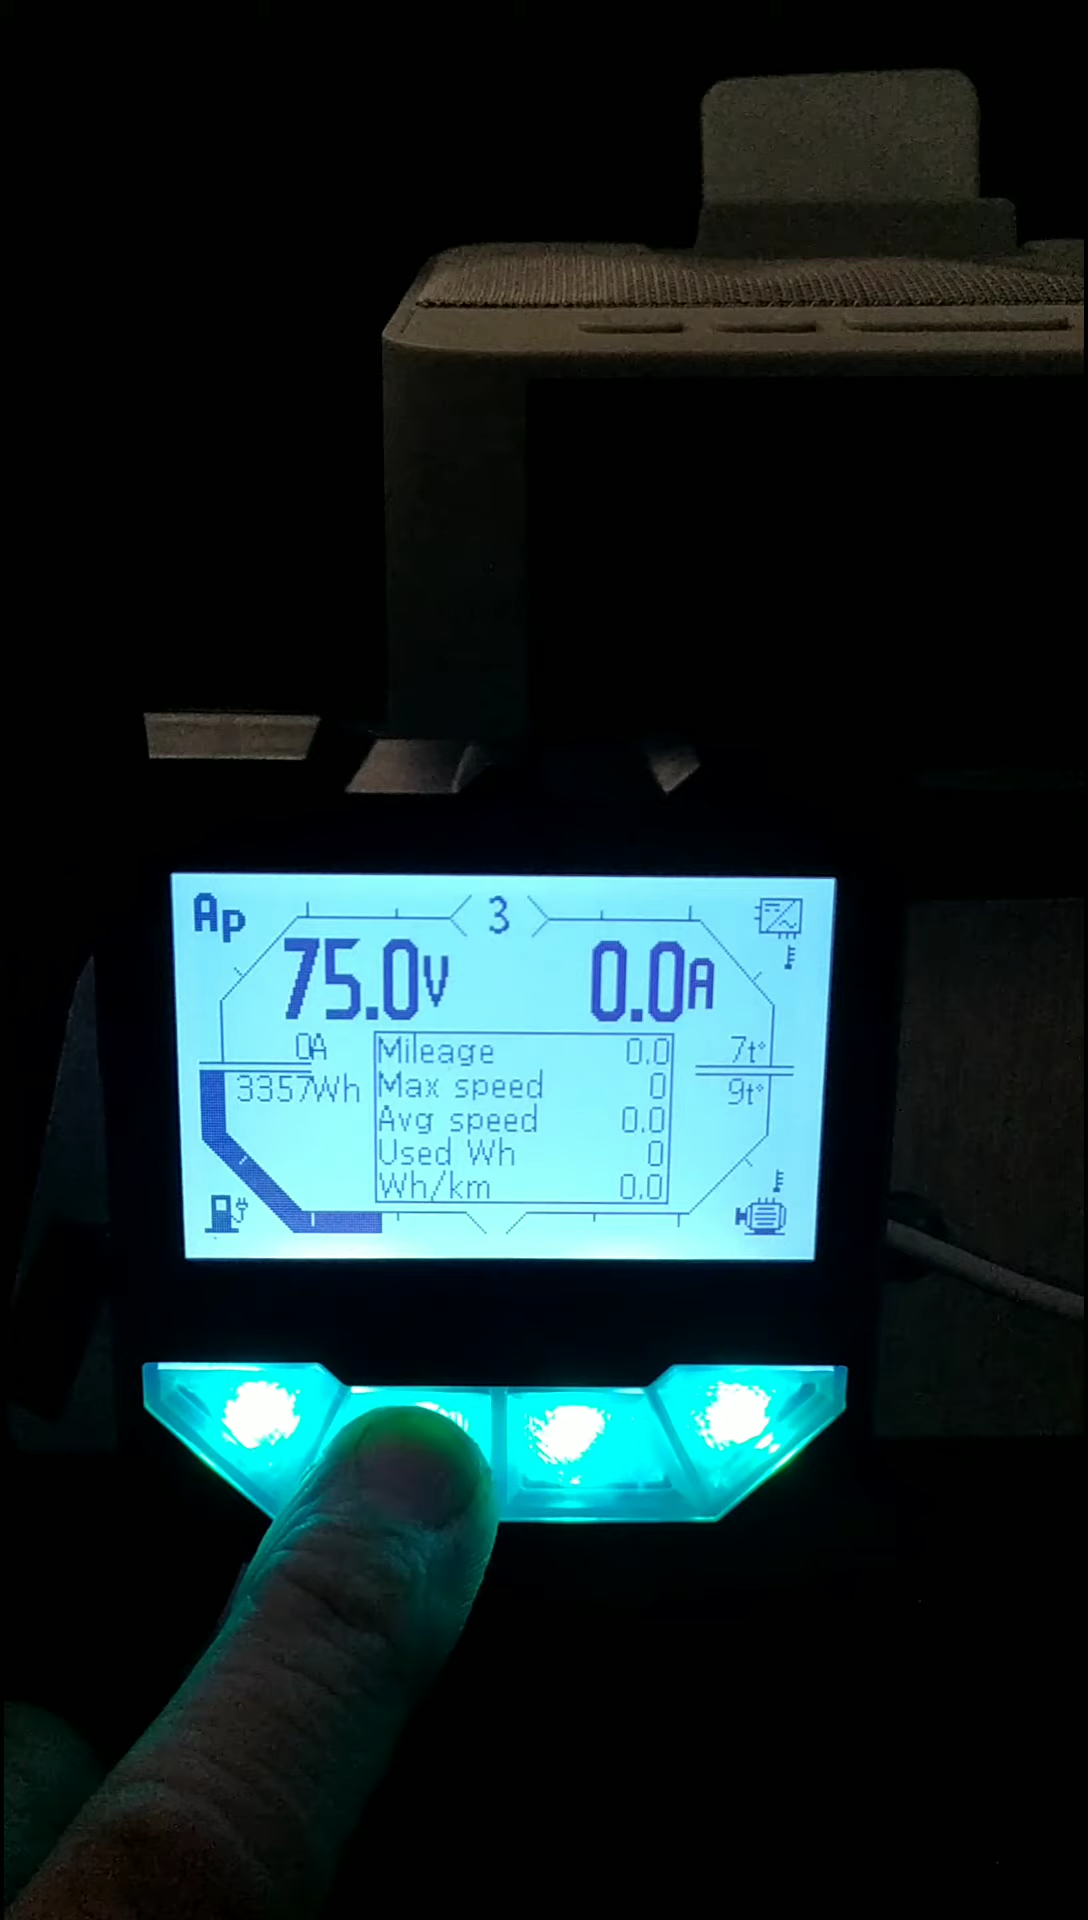 Ap
3
75.0V
0.0A
0A
3357Wh
Mileage 0.0
Max speed 0
Avg speed 0.0
Used Wh 0
Wh/km 0.0
7t°
9t°